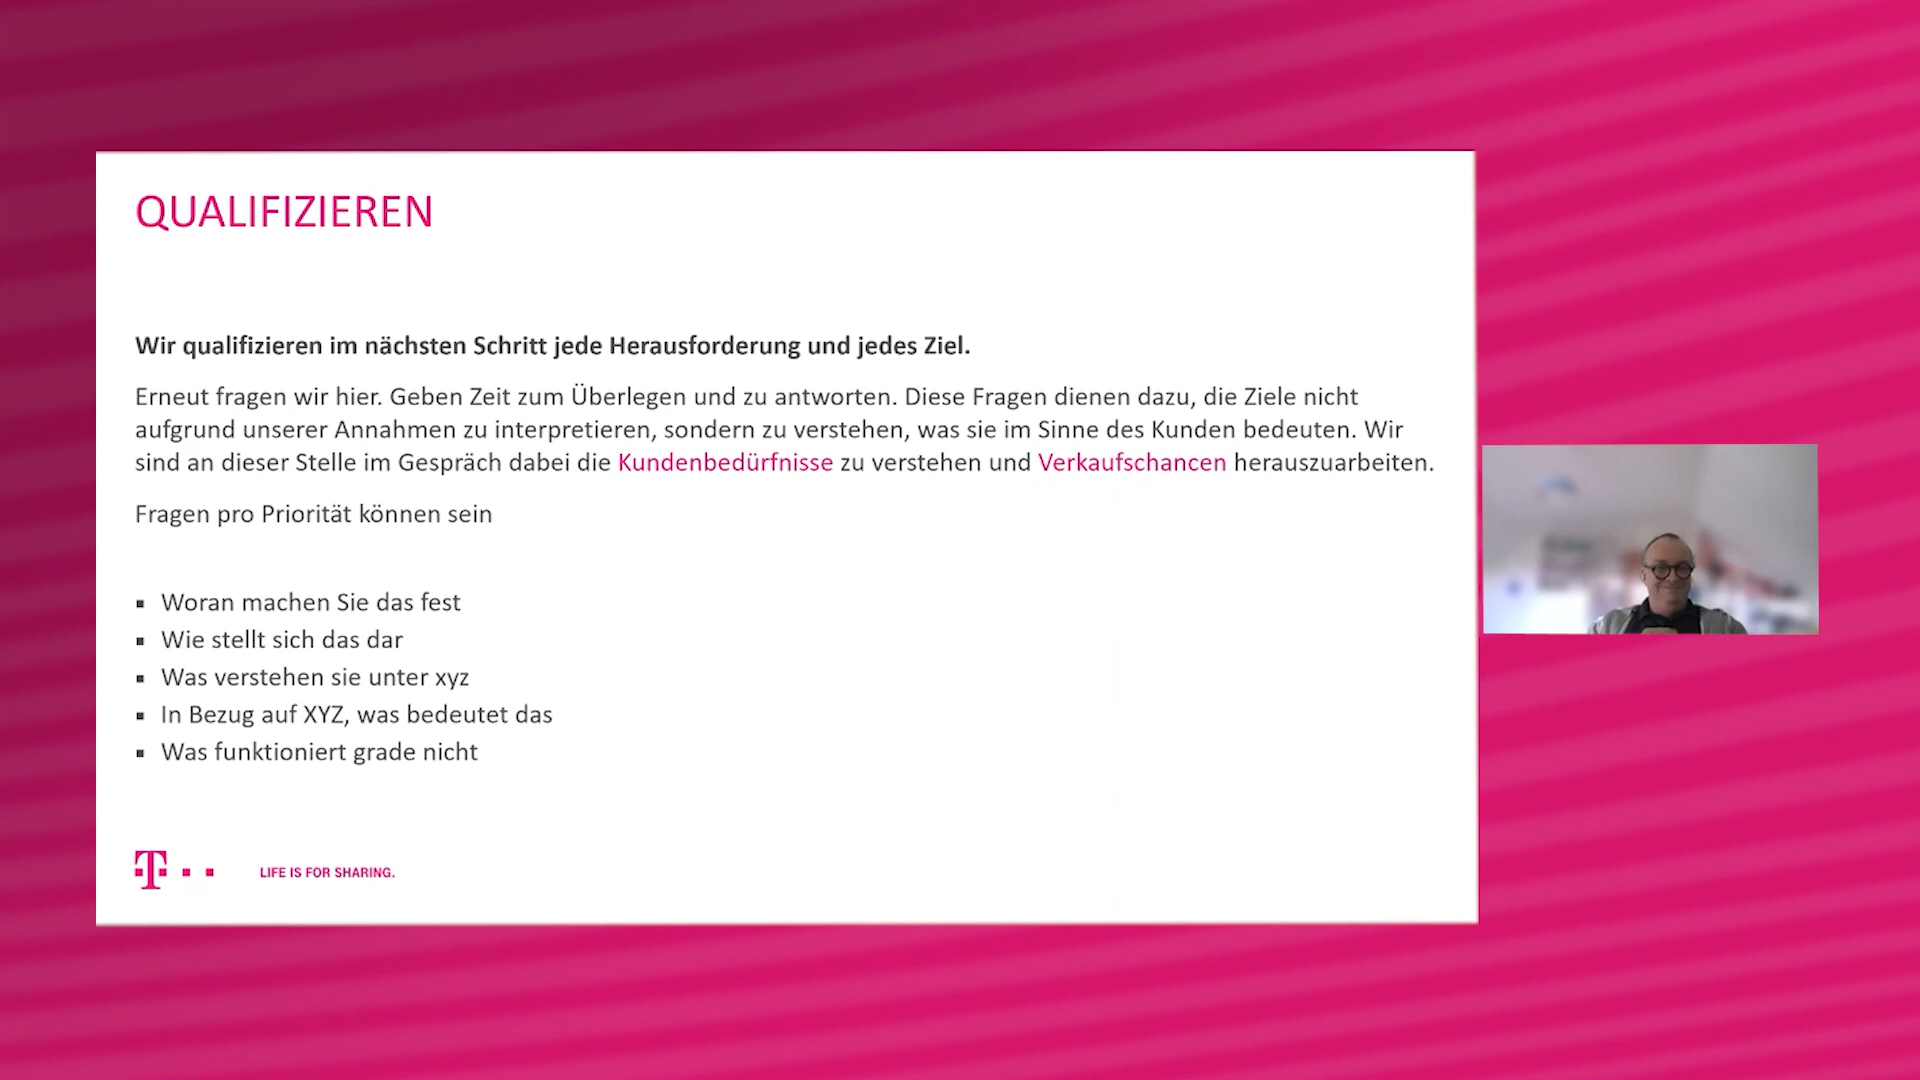 QUALIFIZIEREN
Wir qualifizieren im nächsten Schritt jede Herausforderung und jedes Ziel.
Erneut fragen wir hier. Geben Zeit zum Überlegen und zu antworten. Diese Fragen dienen dazu, die Ziele nicht
aufgrund unserer Annahmen zu interpretieren, sondern zu verstehen, was sie im Sinne des Kunden bedeuten. Wir
sind an dieser Stelle im Gespräch dabei die Kundenbedürfnisse zu verstehen und Verkaufschancen herauszuarbeiten.
Fragen pro Priorität können sein
▪ Woran machen Sie das fest
▪ Wie stellt sich das dar
▪ Was verstehen sie unter xyz
▪ In Bezug auf XYZ, was bedeutet das
▪ Was funktioniert grade nicht
T LIFE IS FOR SHARING.